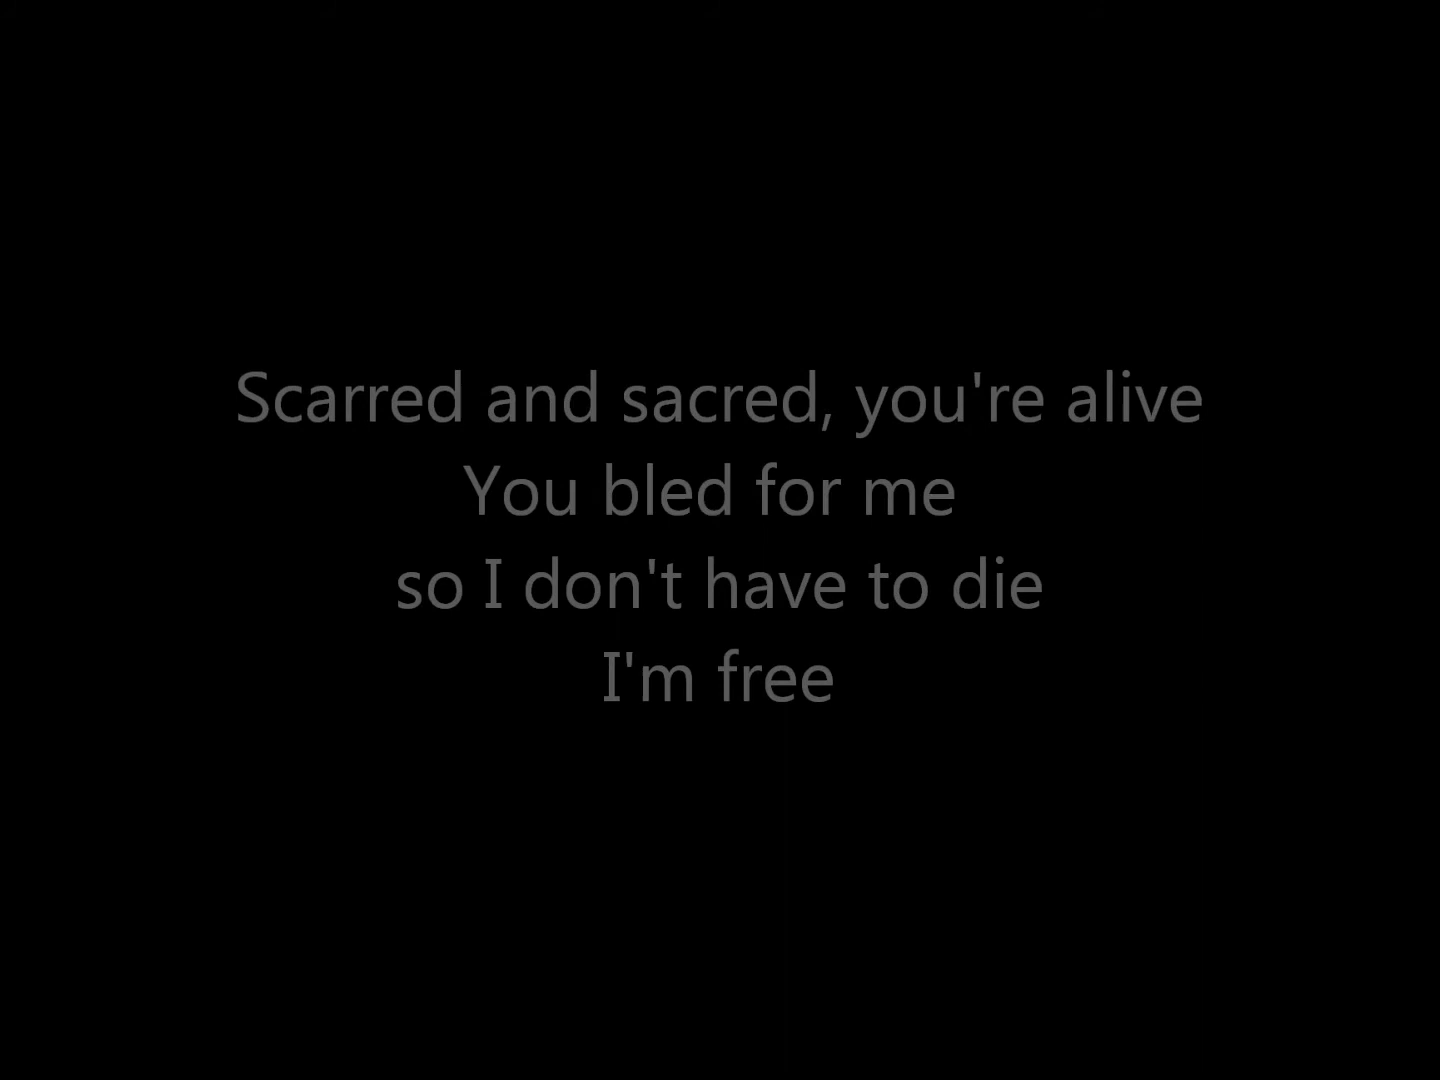 Scarred and sacred, you're alive
You bled for me
so I don't have to die
I'm free